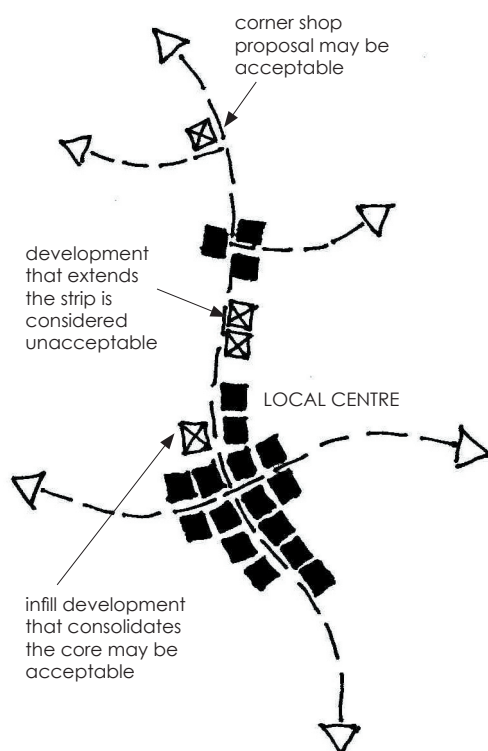 corner shop
proposal may be
acceptable
development
that extends
the strip is
considered
unacceptable
LOCAL CENTRE
infill development
that consolidates
the core may be
acceptable